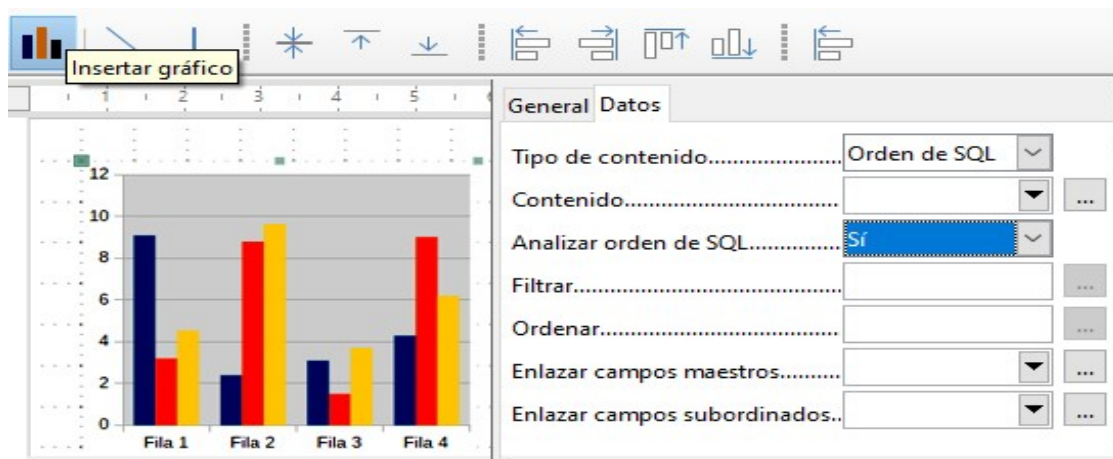 Insertar gráfico
1 2 3 4 5
General Datos
Tipo de contenido..................... Orden de SQL
Contenido.................................. ...
Analizar orden de SQL.............. Sí
Filtrar.......................................... ...
Ordenar...................................... ...
Enlazar campos maestros.......... ...
Enlazar campos subordinados.. ...
12
10
8
6
4
2
0
Fila 1 Fila 2 Fila 3 Fila 4